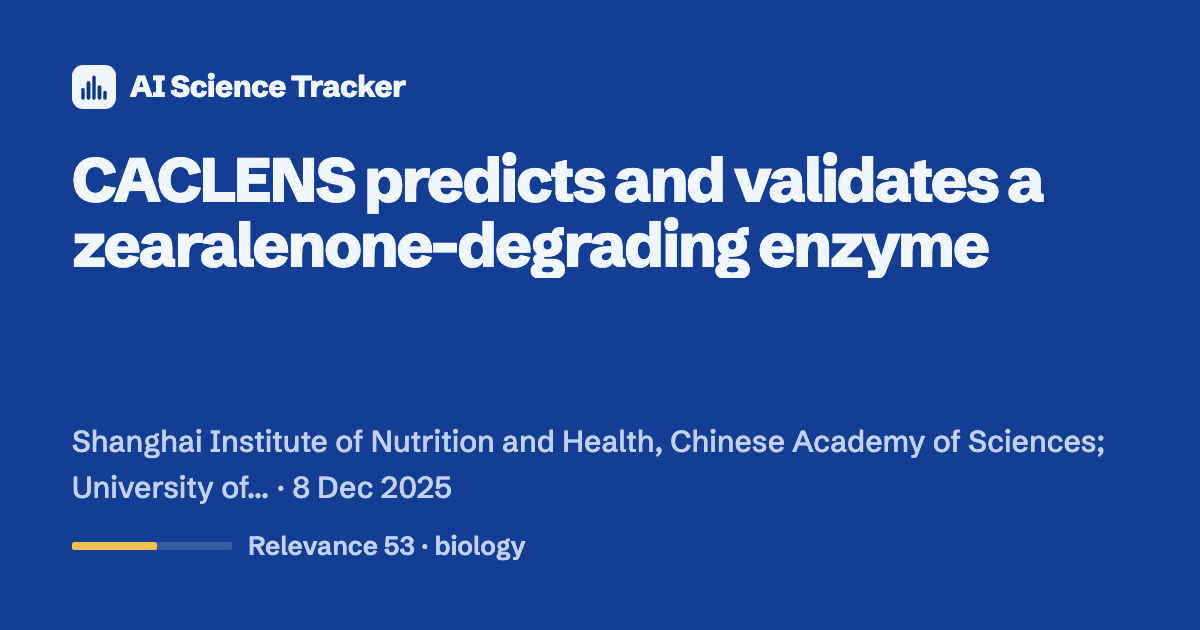 AI Science Tracker
CACLENS predicts and validates a
zearalenone-degrading enzyme
Shanghai Institute of Nutrition and Health, Chinese Academy of Sciences;
University of... · 8 Dec 2025
Relevance 53 · biology